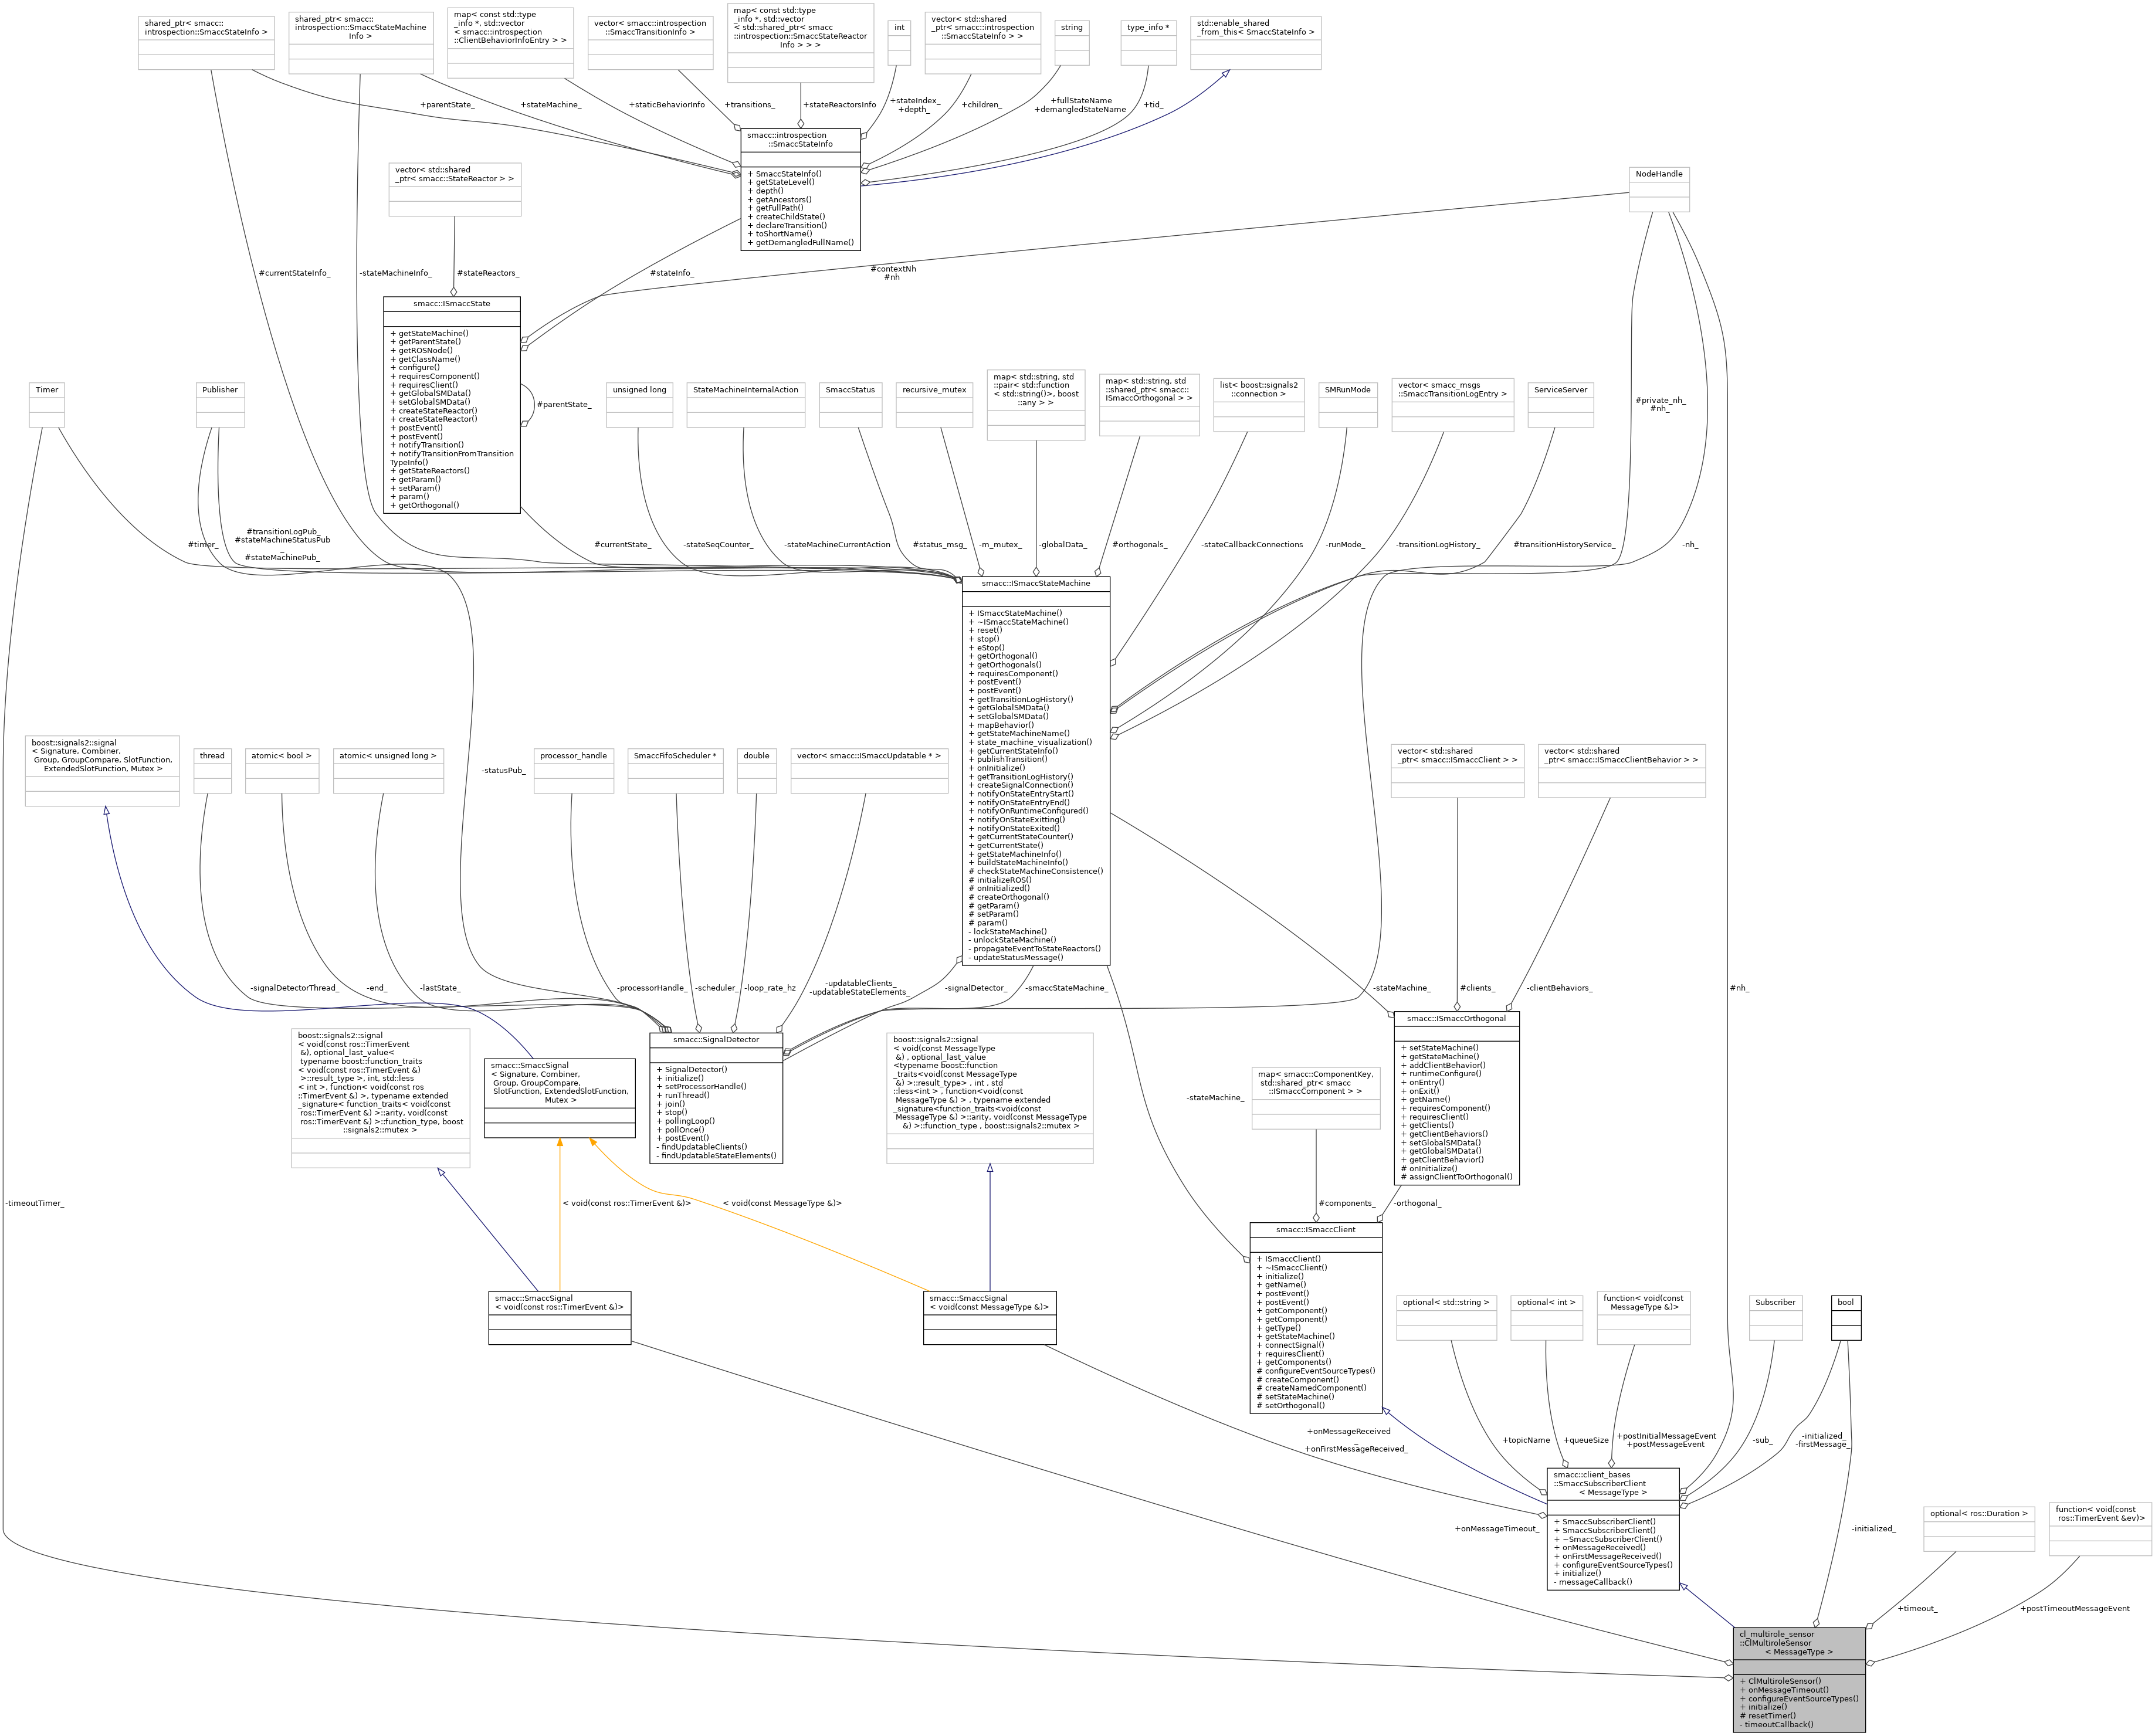 shared_ptr< smacc::
introspection::SmaccStateInfo >
shared_ptr< smacc::
introspection::SmaccStateMachine
Info >
map< const std::type
_info *, std::vector
< smacc::introspection
::ClientBehaviorInfoEntry > >
vector< smacc::introspection
::SmaccTransitionInfo >
map< const std::type
_info *, std::vector
< std::shared_ptr< smacc
::introspection::SmaccStateReactor
Info > > >
int
vector< std::shared
_ptr< smacc::introspection
::SmaccStateInfo > >
string
type_info *
std::enable_shared
_from_this< SmaccStateInfo >
+parentState_
+stateMachine_
+staticBehaviorInfo
+transitions_
+stateReactorsInfo
+stateIndex_
+depth_
+children_
+fullStateName
+demangledStateName
+tid_
smacc::introspection
::SmaccStateInfo
+ SmaccStateInfo()
+ getStateLevel()
+ depth()
+ getAncestors()
+ getFullPath()
+ createChildState()
+ declareTransition()
+ toShortName()
+ getDemangledFullName()
vector< std::shared
_ptr< smacc::StateReactor > >
NodeHandle
#currentStateInfo_
-stateMachineInfo_
#stateReactors_
#stateInfo_
#contextNh
#nh
smacc::ISmaccState
+ getStateMachine()
+ getParentState()
+ getROSNode()
+ getClassName()
+ configure()
+ requiresComponent()
+ requiresClient()
+ getGlobalSMData()
+ setGlobalSMData()
+ createStateReactor()
+ createStateReactor()
+ postEvent()
+ postEvent()
+ notifyTransition()
+ notifyTransitionFromTransition
TypeInfo()
+ getStateReactors()
+ getParam()
+ setParam()
+ param()
+ getOrthogonal()
#parentState_
Timer
Publisher
unsigned long
StateMachineInternalAction
SmaccStatus
recursive_mutex
map< std::string, std
::pair< std::function
< std::string()>, boost
::any > >
map< std::string, std
::shared_ptr< smacc::
ISmaccOrthogonal > >
list< boost::signals2
::connection >
SMRunMode
vector< smacc_msgs
::SmaccTransitionLogEntry >
ServiceServer
#private_nh_
#nh_
#timer_
#transitionLogPub_
#stateMachineStatusPub
_
#stateMachinePub_
#currentState_
-stateSeqCounter_
-stateMachineCurrentAction
#status_msg_
-m_mutex_
-globalData_
#orthogonals_
-stateCallbackConnections
-runMode_
-transitionLogHistory_
#transitionHistoryService_
-nh_
smacc::ISmaccStateMachine
+ ISmaccStateMachine()
+ ~ISmaccStateMachine()
+ reset()
+ stop()
+ eStop()
+ getOrthogonal()
+ getOrthogonals()
+ requiresComponent()
+ postEvent()
+ postEvent()
+ getTransitionLogHistory()
+ getGlobalSMData()
+ setGlobalSMData()
+ mapBehavior()
+ getStateMachineName()
+ state_machine_visualization()
+ getCurrentStateInfo()
+ publishTransition()
+ onInitialize()
+ getTransitionLogHistory()
+ createSignalConnection()
+ notifyOnStateEntryStart()
+ notifyOnStateEntryEnd()
+ notifyOnRuntimeConfigured()
+ notifyOnStateExitting()
+ notifyOnStateExited()
+ getCurrentStateCounter()
+ getCurrentState()
+ getStateMachineInfo()
+ buildStateMachineInfo()
# checkStateMachineConsistence()
# initializeROS()
# onInitialized()
# createOrthogonal()
# getParam()
# setParam()
# param()
- lockStateMachine()
- unlockStateMachine()
- propagateEventToStateReactors()
- updateStatusMessage()
boost::signals2::signal
< Signature, Combiner,
Group, GroupCompare, SlotFunction,
ExtendedSlotFunction, Mutex >
thread
atomic< bool >
atomic< unsigned long >
processor_handle
SmaccFifoScheduler *
double
vector< smacc::ISmaccUpdatable * >
vector< std::shared
_ptr< smacc::ISmaccClient > >
vector< std::shared
_ptr< smacc::ISmaccClientBehavior > >
-statusPub_
-signalDetectorThread_
-end_
-lastState_
-processorHandle_
-scheduler_
-loop_rate_hz
-updatableClients_
-updatableStateElements_
-signalDetector_
-smaccStateMachine_
-stateMachine_
#clients_
-clientBehaviors_
#nh_
smacc::SignalDetector
+ SignalDetector()
+ initialize()
+ setProcessorHandle()
+ runThread()
+ join()
+ stop()
+ pollingLoop()
+ pollOnce()
+ postEvent()
- findUpdatableClients()
- findUpdatableStateElements()
smacc::ISmaccOrthogonal
+ setStateMachine()
+ getStateMachine()
+ addClientBehavior()
+ runtimeConfigure()
+ onEntry()
+ onExit()
+ getName()
+ requiresComponent()
+ requiresClient()
+ getClients()
+ getClientBehaviors()
+ setGlobalSMData()
+ getGlobalSMData()
+ getClientBehavior()
# onInitialize()
# assignClientToOrthogonal()
boost::signals2::signal
< void(const ros::TimerEvent
&), optional_last_value<
typename boost::function_traits
< void(const ros::TimerEvent &)
>::result_type >, int, std::less
< int >, function< void(const ros
::TimerEvent &) >, typename extended
_signature< function_traits< void(const
ros::TimerEvent &) >::arity, void(const
ros::TimerEvent &) >::function_type, boost
::signals2::mutex >
smacc::SmaccSignal
< Signature, Combiner,
Group, GroupCompare,
SlotFunction, ExtendedSlotFunction,
Mutex >
boost::signals2::signal
< void(const MessageType
&) , optional_last_value
<typename boost::function
_traits<void(const MessageType
&) >::result_type> , int , std
::less<int > , function<void(const
MessageType &) > , typename extended
_signature<function_traits<void(const
MessageType &) >::arity, void(const MessageType
&) >::function_type , boost::signals2::mutex >
map< smacc::ComponentKey,
std::shared_ptr< smacc
::ISmaccComponent > >
-stateMachine_
-timeoutTimer_
< void(const ros::TimerEvent &)>
< void(const MessageType &)>
#components_
-orthogonal_
smacc::ISmaccClient
+ ISmaccClient()
+ ~ISmaccClient()
+ initialize()
+ getName()
+ postEvent()
+ postEvent()
+ getComponent()
+ getComponent()
+ getType()
+ getStateMachine()
+ connectSignal()
+ requiresClient()
+ getComponents()
# configureEventSourceTypes()
# createComponent()
# createNamedComponent()
# setStateMachine()
# setOrthogonal()
smacc::SmaccSignal
< void(const ros::TimerEvent &)>
smacc::SmaccSignal
< void(const MessageType &)>
optional< std::string >
optional< int >
function< void(const
MessageType &)>
Subscriber
bool
+onMessageReceived
_
+onFirstMessageReceived_
+topicName
+queueSize
+postInitialMessageEvent
+postMessageEvent
-sub_
-initialized_
-firstMessage_
smacc::client_bases
::SmaccSubscriberClient
< MessageType >
+ SmaccSubscriberClient()
+ SmaccSubscriberClient()
+ ~SmaccSubscriberClient()
+ onMessageReceived()
+ onFirstMessageReceived()
+ configureEventSourceTypes()
+ initialize()
- messageCallback()
optional< ros::Duration >
function< void(const
ros::TimerEvent &ev)>
+onMessageTimeout_
-initialized_
+timeout_
+postTimeoutMessageEvent
cl_multirole_sensor
::ClMultiroleSensor
< MessageType >
+ ClMultiroleSensor()
+ onMessageTimeout()
+ configureEventSourceTypes()
+ initialize()
# resetTimer()
- timeoutCallback()